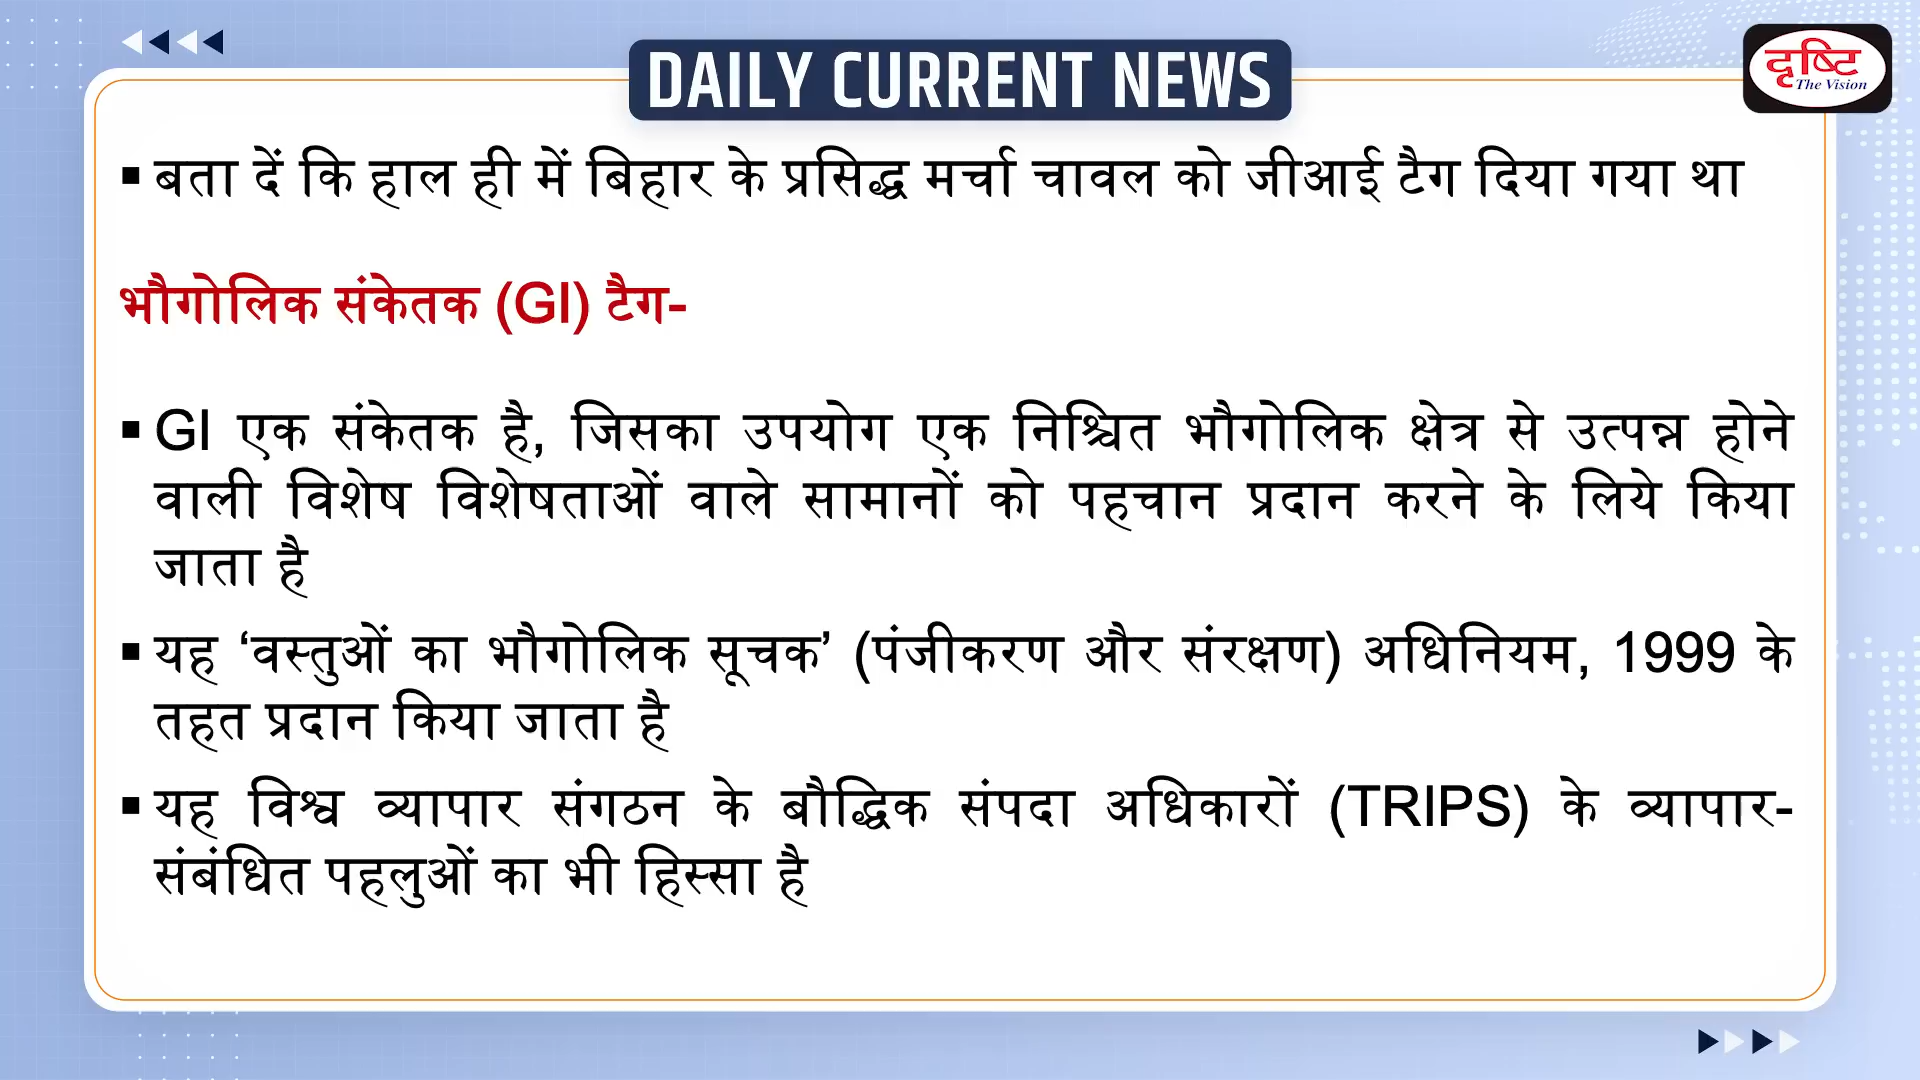 DAILY CURRENT NEWS
दृष्टि
The Vision
▪ बता दें कि हाल ही में बिहार के प्रसिद्ध मर्चा चावल को जीआई टैग दिया गया था
भौगोलिक संकेतक (GI) टैग-
▪ GI एक संकेतक है, जिसका उपयोग एक निश्चित भौगोलिक क्षेत्र से उत्पन्न होने
वाली विशेष विशेषताओं वाले सामानों को पहचान प्रदान करने के लिये किया
जाता है
▪ यह ‘वस्तुओं का भौगोलिक सूचक’ (पंजीकरण और संरक्षण) अधिनियम, 1999 के
तहत प्रदान किया जाता है
▪ यह विश्व व्यापार संगठन के बौद्धिक संपदा अधिकारों (TRIPS) के व्यापार-
संबंधित पहलुओं का भी हिस्सा है